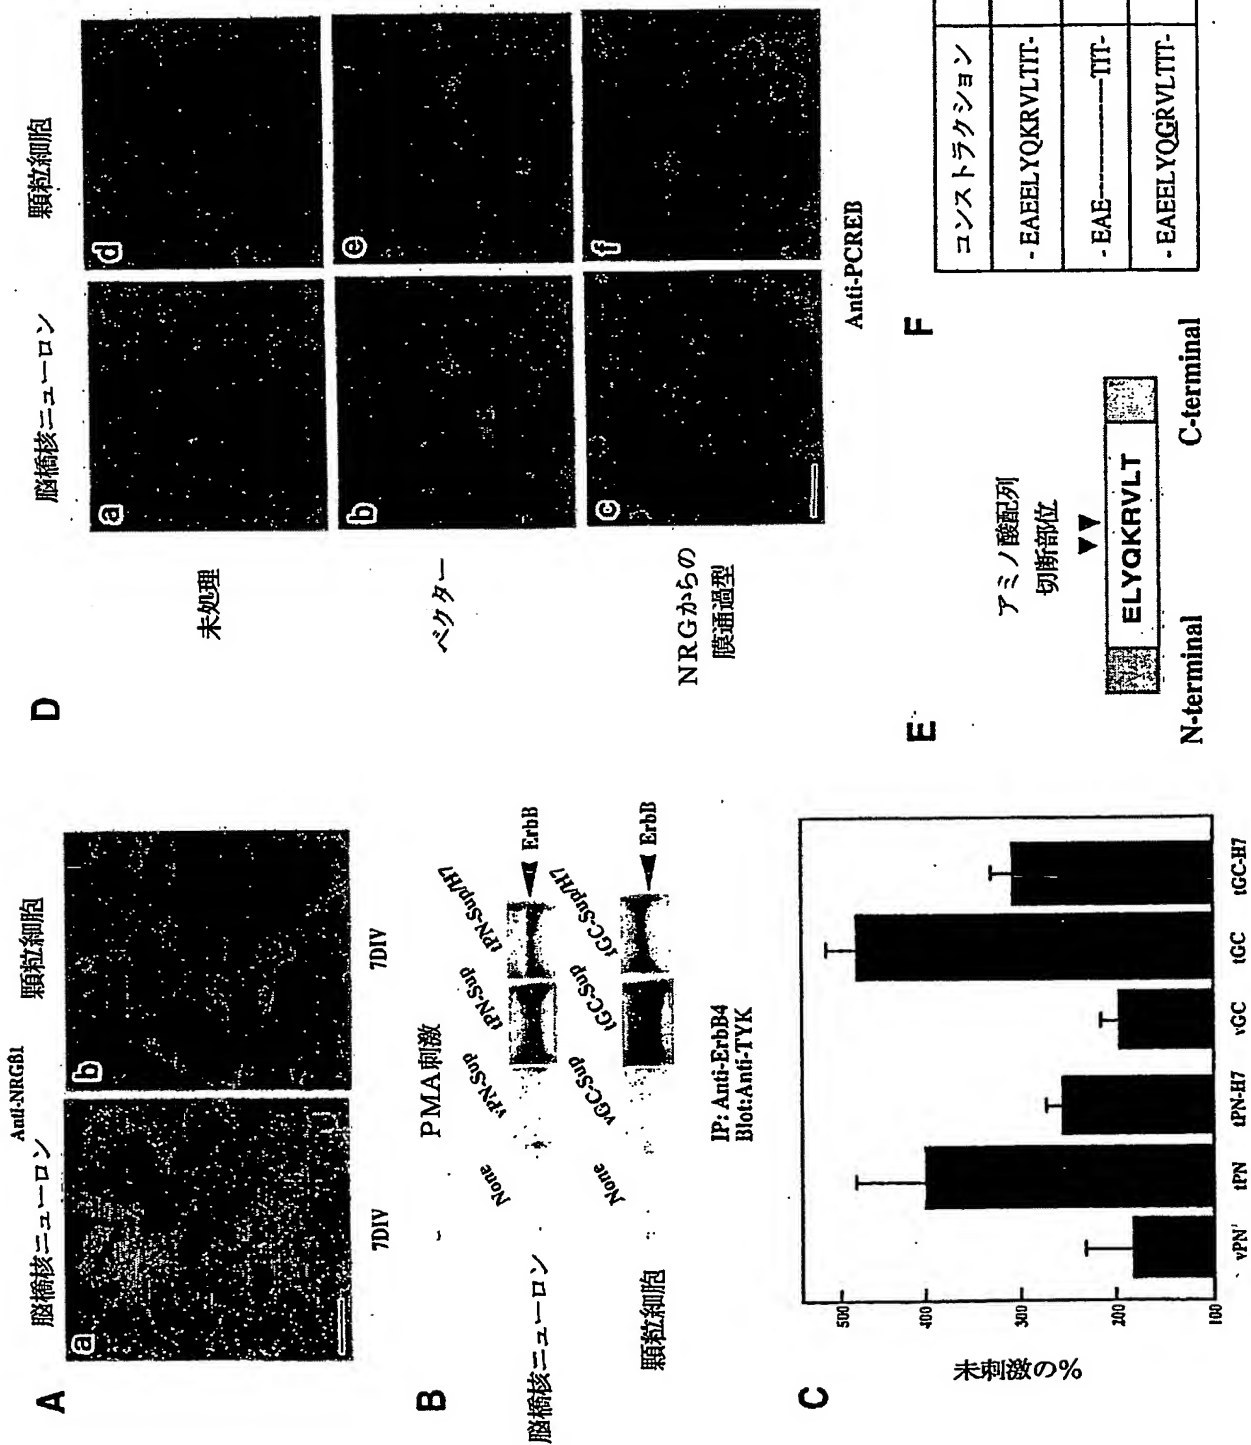 A
Anti-NRGβ1
脳橋核ニューロン
顆粒細胞
a
b
7DIV
7DIV
B
PMA刺激
None
vPN-Sup
tPN-Sup
tPN-Sup/H7
脳橋核ニューロン
ErbB
None
vGC-Sup
tGC-Sup
tGC-Sup/H7
顆粒細胞
ErbB
IP: Anti-ErbB4
Blot:Anti-TYK
C
未刺激の%
500
400
300
200
100
vPN
tPN
tPN-H7
vGC
tGC
tGC-H7
D
脳橋核ニューロン
顆粒細胞
未処理
a
d
ベクター
b
e
NRGからの
膜通過型
c
f
Anti-PCREB
E
アミノ酸配列
切断部位
ELYQKRVLT
N-terminal
C-terminal
F
コンストラクション
- EAEELYQKRVLTIT-
- EAE--------------TIT-
- EAEELYQGRVLTIT-